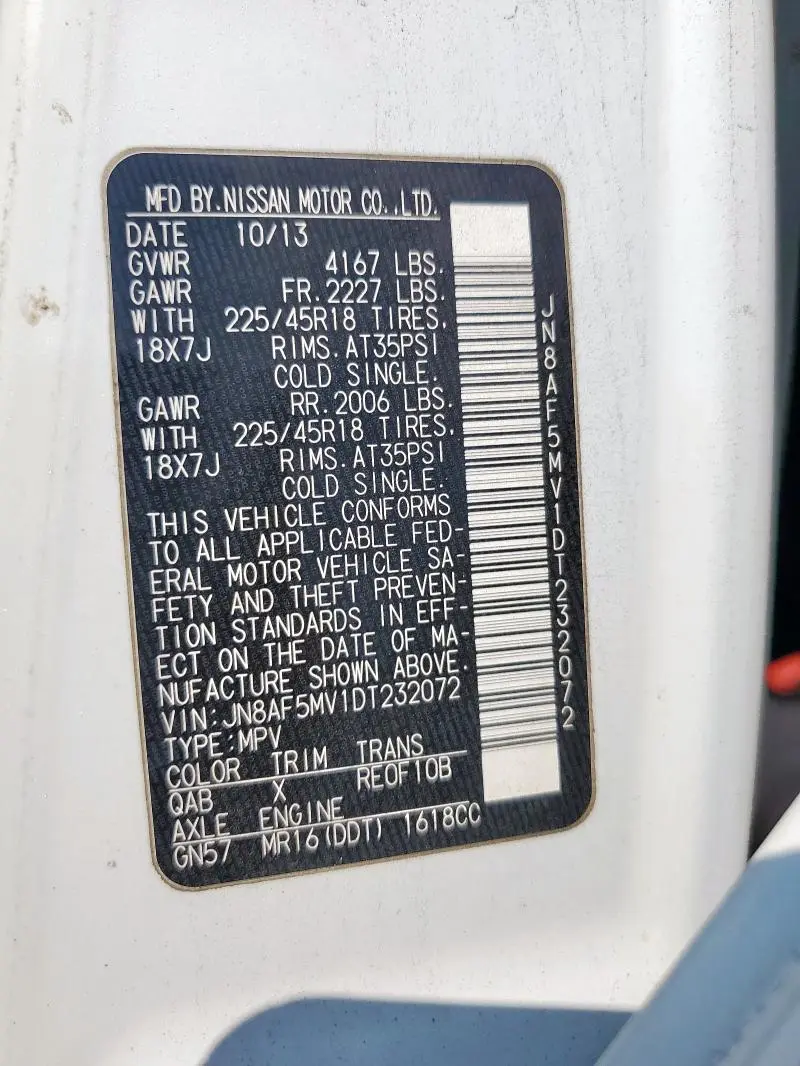 MFD BY.NISSAN MOTOR CO.,LTD.
DATE 10/13
GVWR 4167 LBS.
GAWR FR.2227 LBS.
WITH 225/45R18 TIRES.
18X7J RIMS.AT35PSI
COLD SINGLE.
GAWR RR.2006 LBS.
WITH 225/45R18 TIRES.
18X7J RIMS.AT35PSI
COLD SINGLE.
THIS VEHICLE CONFORMS
TO ALL APPLICABLE FED-
ERAL MOTOR VEHICLE SA-
FETY AND THEFT PREVEN-
TION STANDARDS IN EFF-
ECT ON THE DATE OF MA-
NUFACTURE SHOWN ABOVE.
VIN:JN8AF5MV1DT232072
TYPE:MPV
COLOR TRIM TRANS
QAB X REOF10B
AXLE ENGINE
GN57 MR16(DDT) 1618CC
JN8AF5MV1DT232072